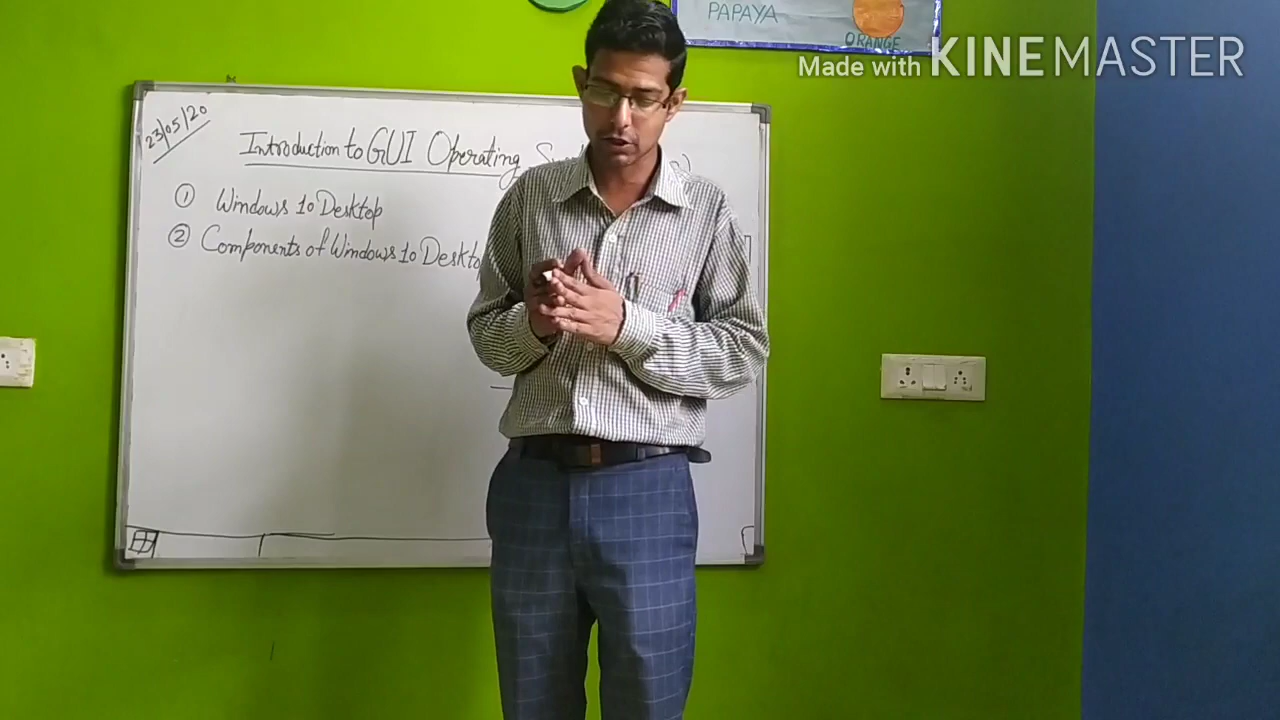 PAPAYA
ORANGE
Made with KINEMASTER
23/05/20
Introduction to GUI Operating
① Windows 10 Desktop
② Components of Windows 10 Deskto